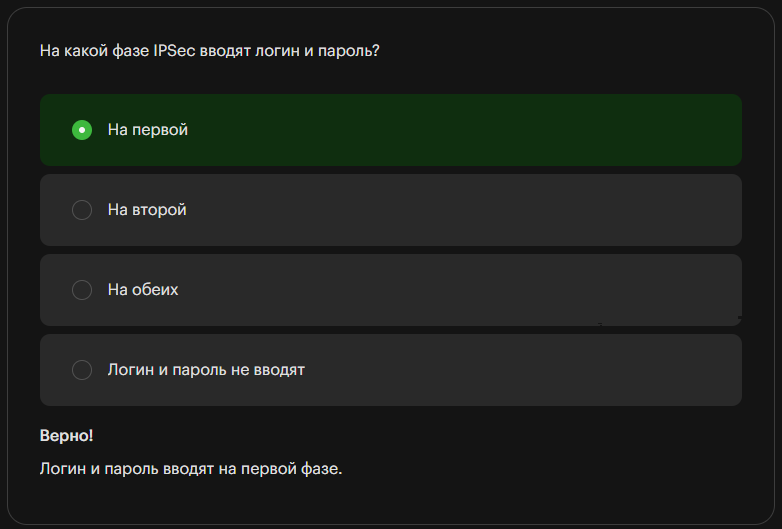 На какой фазе IPSec вводят логин и пароль?
На первой
На второй
На обеих
Логин и пароль не вводят
Верно!
Логин и пароль вводят на первой фазе.